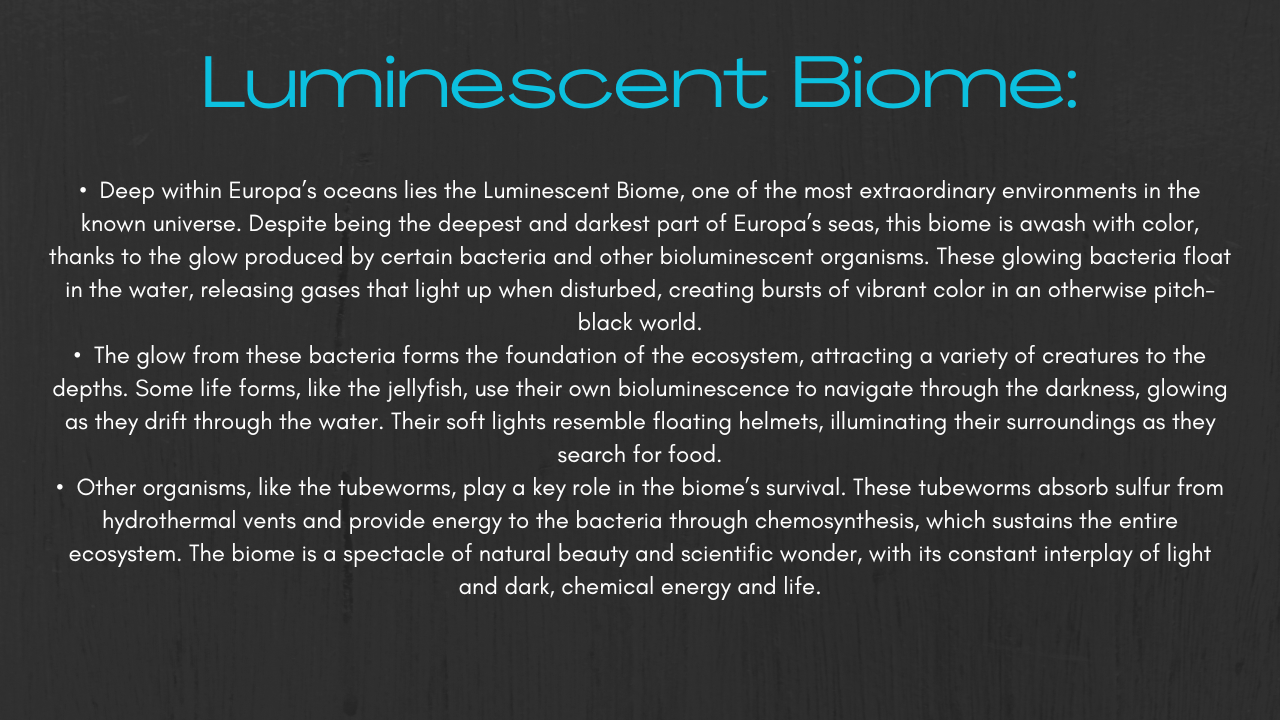 Luminescent Biome:
• Deep within Europa's oceans lies the Luminescent Biome, one of the most extraordinary environments in the
known universe. Despite being the deepest and darkest part of Europa's seas, this biome is awash with color,
thanks to the glow produced by certain bacteria and other bioluminescent organisms. These glowing bacteria float
in the water, releasing gases that light up when disturbed, creating bursts of vibrant color in an otherwise pitch-
black world.
• The glow from these bacteria forms the foundation of the ecosystem, attracting a variety of creatures to the
depths. Some life forms, like the jellyfish, use their own bioluminescence to navigate through the darkness, glowing
as they drift through the water. Their soft lights resemble floating helmets, illuminating their surroundings as they
search for food.
• Other organisms, like the tubeworms, play a key role in the biome's survival. These tubeworms absorb sulfur from
hydrothermal vents and provide energy to the bacteria through chemosynthesis, which sustains the entire
ecosystem. The biome is a spectacle of natural beauty and scientific wonder, with its constant interplay of light
and dark, chemical energy and life.